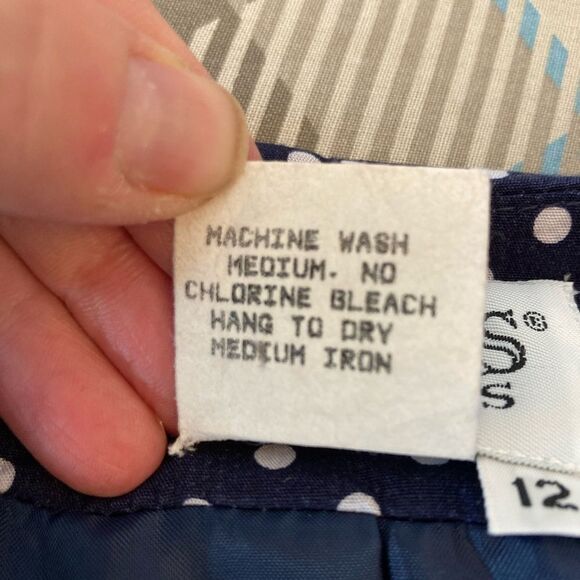 MACHINE WASH
MEDIUM. NO
CHLORINE BLEACH
HANG TO DRY
MEDIUM IRON
S®
S
12